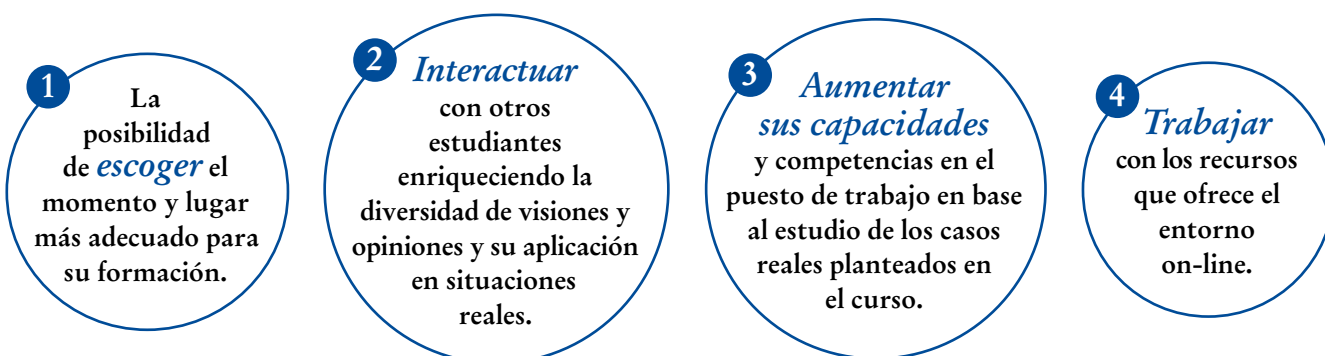 1
La
posibilidad
de escoger el
momento y lugar
más adecuado para
su formación.
2
Interactuar
con otros
estudiantes
enriqueciendo la
diversidad de visiones y
opiniones y su aplicación
en situaciones
reales.
3
Aumentar
sus capacidades
y competencias en el
puesto de trabajo en base
al estudio de los casos
reales planteados en
el curso.
4
Trabajar
con los recursos
que ofrece el
entorno
on-line.